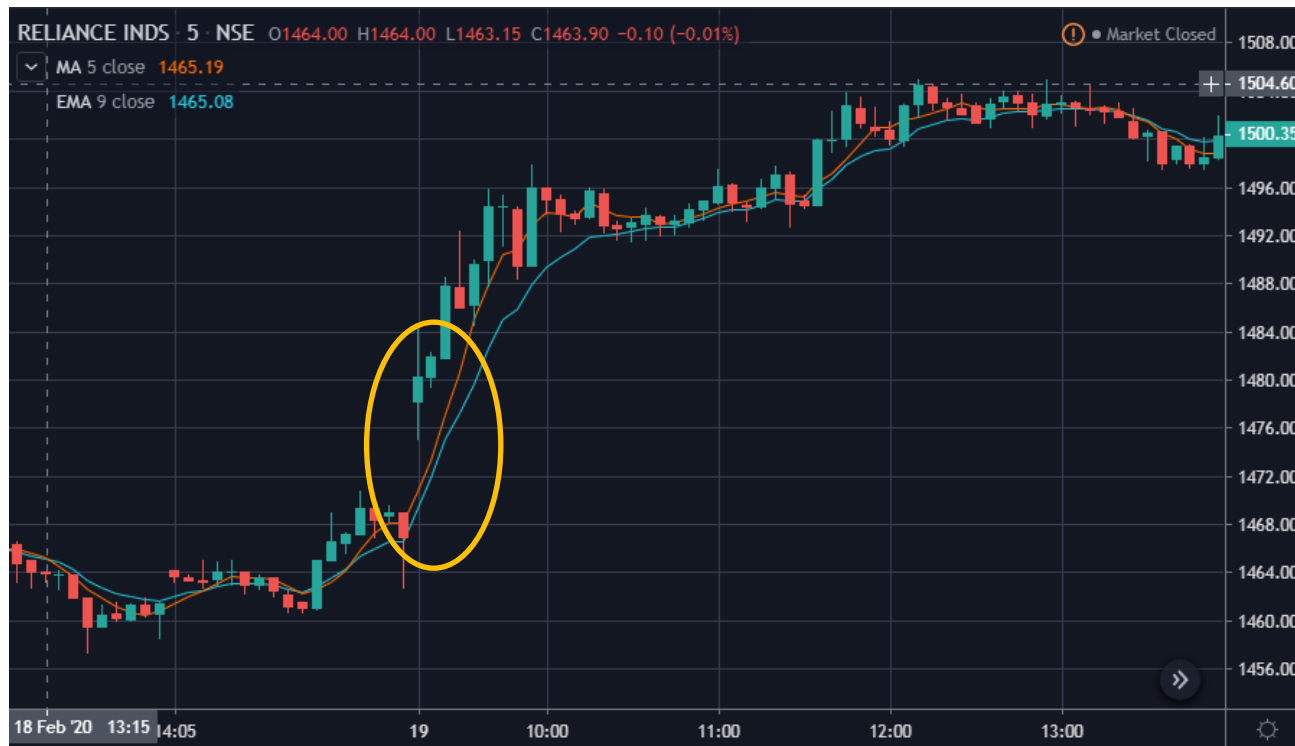 RELIANCE INDS · 5 · NSE O1464.00 H1464.00 L1463.15 C1463.90 −0.10 (−0.01%)
Market Closed
MA 5 close 1465.19
EMA 9 close 1465.08
1508.00
1504.60
1500.35
1496.00
1492.00
1488.00
1484.00
1480.00
1476.00
1472.00
1468.00
1464.00
1460.00
1456.00
18 Feb '20 13:15 14:05 19 10:00 11:00 12:00 13:00